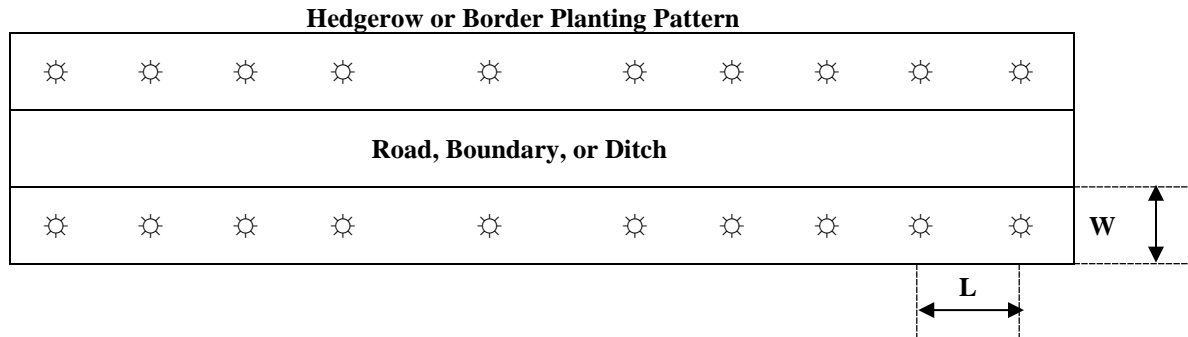 Hedgerow or Border Planting Pattern
Road, Boundary, or Ditch
W
L